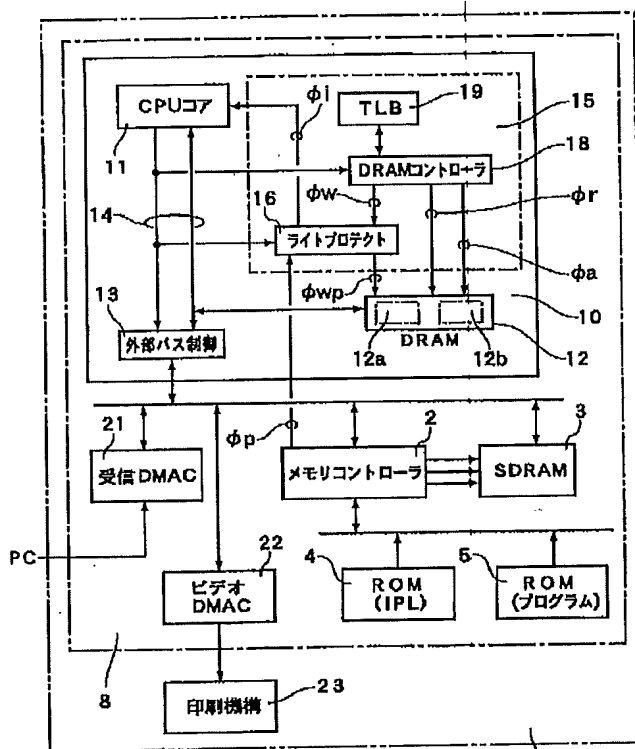 CPUコア
11
φi
TLB
19
15
DRAMコントローラ
18
14
φw
16
ライトプロテクト
φr
φa
φwp
10
13
外部バス制御
12a
12b
DRAM
12
21
受信DMAC
φp
2
メモリコントローラ
3
SDRAM
PC
22
ビデオ
DMAC
4
ROM
(IPL)
5
ROM
(プログラム)
8
印刷機構
23